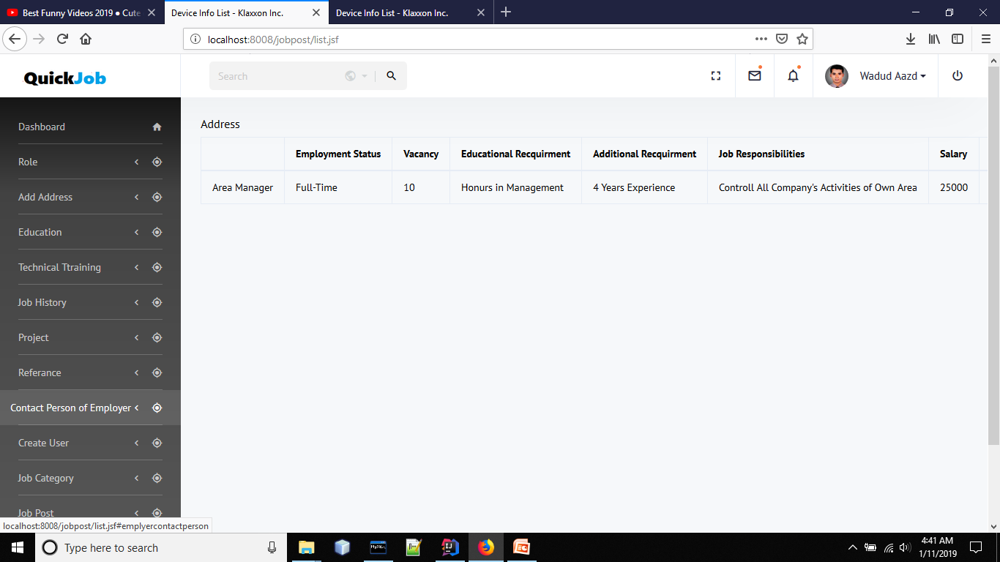 Best Funny Videos 2019 ● Cute
Device Info List - Klaxxon Inc.
Device Info List - Klaxxon Inc.
localhost:8008/jobpost/list.jsf
QuickJob
Search
Wadud Aazd
Dashboard
Role
Add Address
Education
Technical Ttraining
Job History
Project
Referance
Contact Person of Employer
Create User
Job Category
Job Post
Address
Employment Status Vacancy Educational Recquirment Additional Recquirment Job Responsibilities Salary
Area Manager Full-Time 10 Honurs in Management 4 Years Experience Controll All Company's Activities of Own Area 25000
localhost:8008/jobpost/list.jsf#emplyercontactperson
Type here to search
4:41 AM
1/11/2019